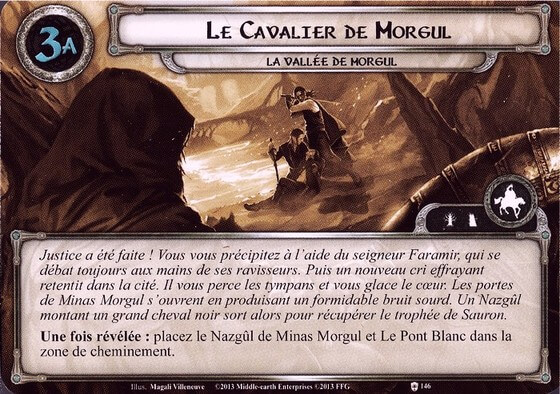 3A
LE CAVALIER DE MORGUL
LA VALLÉE DE MORGUL
Justice a été faite ! Vous vous précipitez à l'aide du seigneur Faramir, qui se
débat toujours aux mains de ses ravisseurs. Puis un nouveau cri effrayant
retentit dans la cité. Il vous perce les tympans et vous glace le cœur. Les portes
de Minas Morgul s'ouvrent en produisant un formidable bruit sourd. Un Nazgûl
montant un grand cheval noir sort alors pour récupérer le trophée de Sauron.
Une fois révélée : placez le Nazgûl de Minas Morgul et Le Pont Blanc dans la
zone de cheminement.
Illus. Magali Villeneuve ©2013 Middle-earth Enterprises ©2013 FFG 146